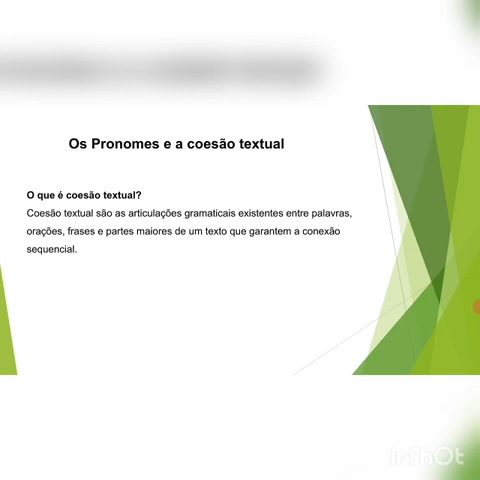 Os Pronomes e a coesão textual
O que é coesão textual?
Coesão textual são as articulações gramaticais existentes entre palavras,
orações, frases e partes maiores de um texto que garantem a conexão
sequencial.
InShOt